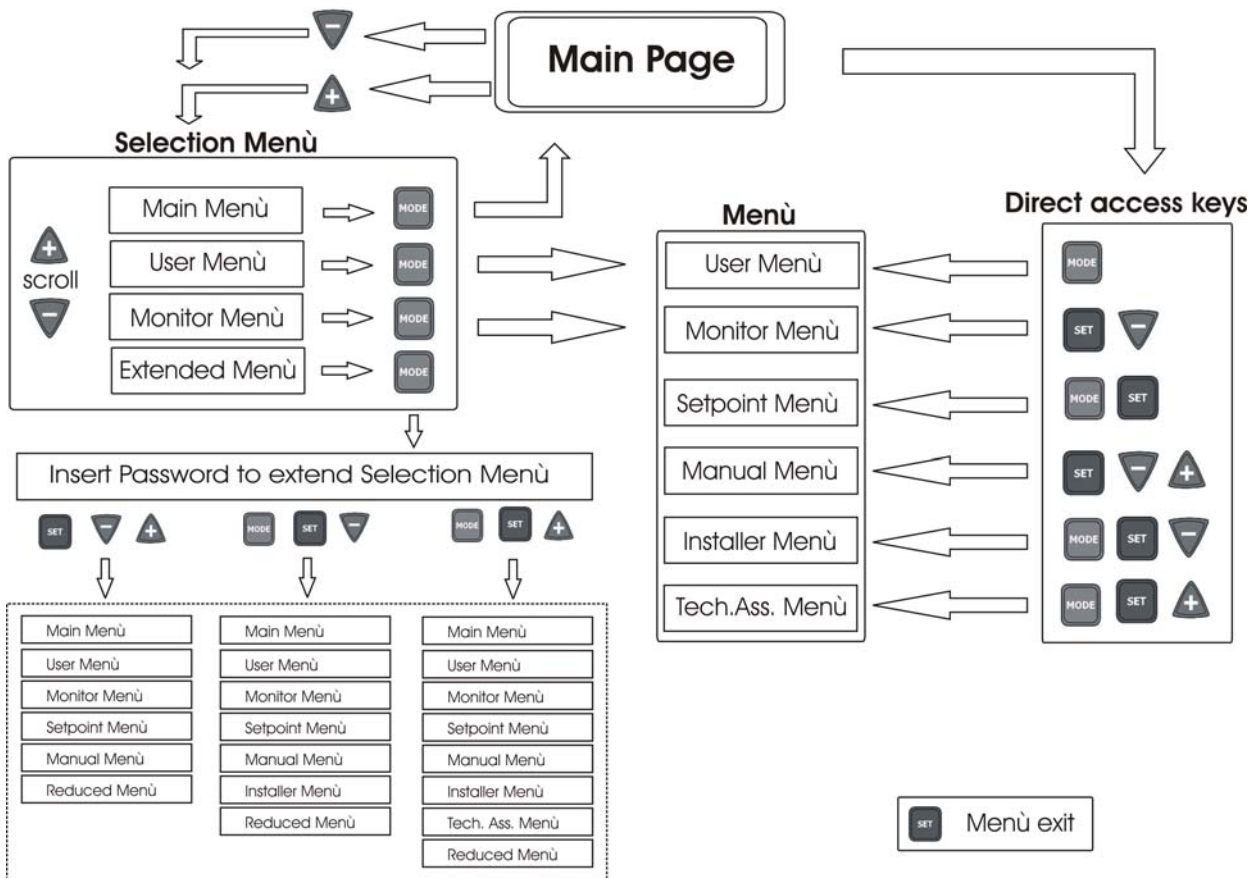 Main Page
Selection Menù
Main Menù
MODE
User Menù
MODE
Monitor Menù
MODE
Extended Menù
MODE
+
scroll
−
Insert Password to extend Selection Menù
SET − +
MODE SET −
MODE SET +
Main Menù
User Menù
Monitor Menù
Setpoint Menù
Manual Menù
Reduced Menù
Main Menù
User Menù
Monitor Menù
Setpoint Menù
Manual Menù
Installer Menù
Reduced Menù
Main Menù
User Menù
Monitor Menù
Setpoint Menù
Manual Menù
Installer Menù
Tech. Ass. Menù
Reduced Menù
Menù
User Menù
Monitor Menù
Setpoint Menù
Manual Menù
Installer Menù
Tech.Ass. Menù
Direct access keys
MODE
SET −
MODE SET
SET − +
MODE SET −
MODE SET +
SET Menù exit
−
+